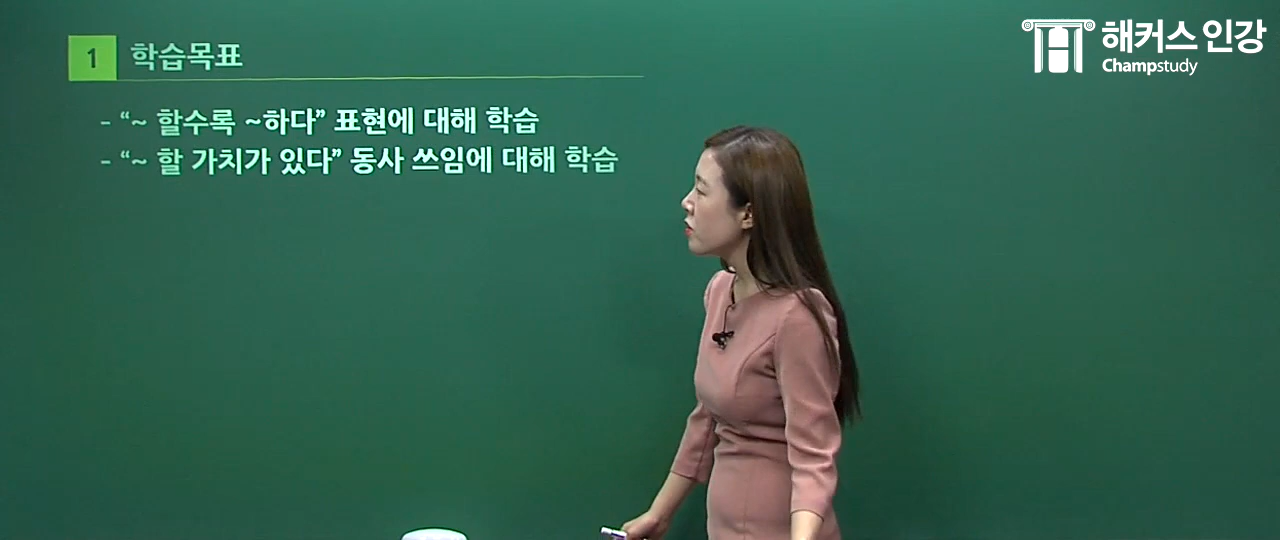 1 학습목표
- “~ 할수록 ~하다” 표현에 대해 학습
- “~ 할 가치가 있다” 동사 쓰임에 대해 학습
해커스 인강
Champstudy